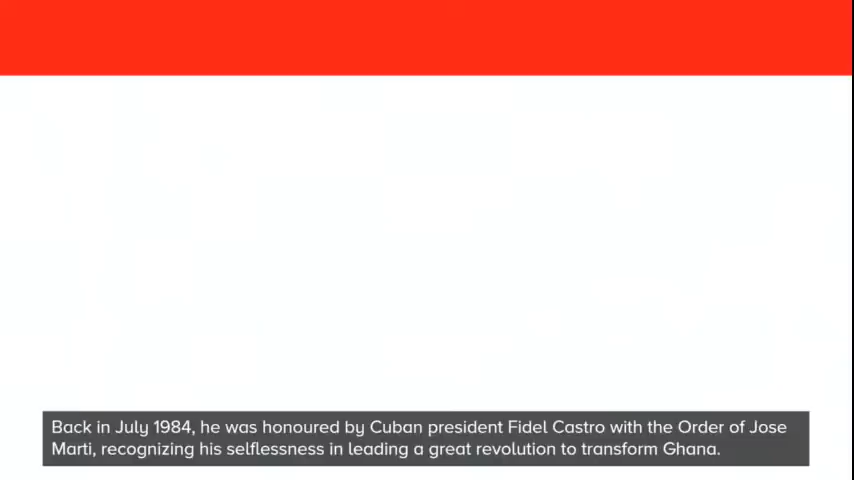 Back in July 1984, he was honoured by Cuban president Fidel Castro with the Order of Jose
Marti, recognizing his selflessness in leading a great revolution to transform Ghana.